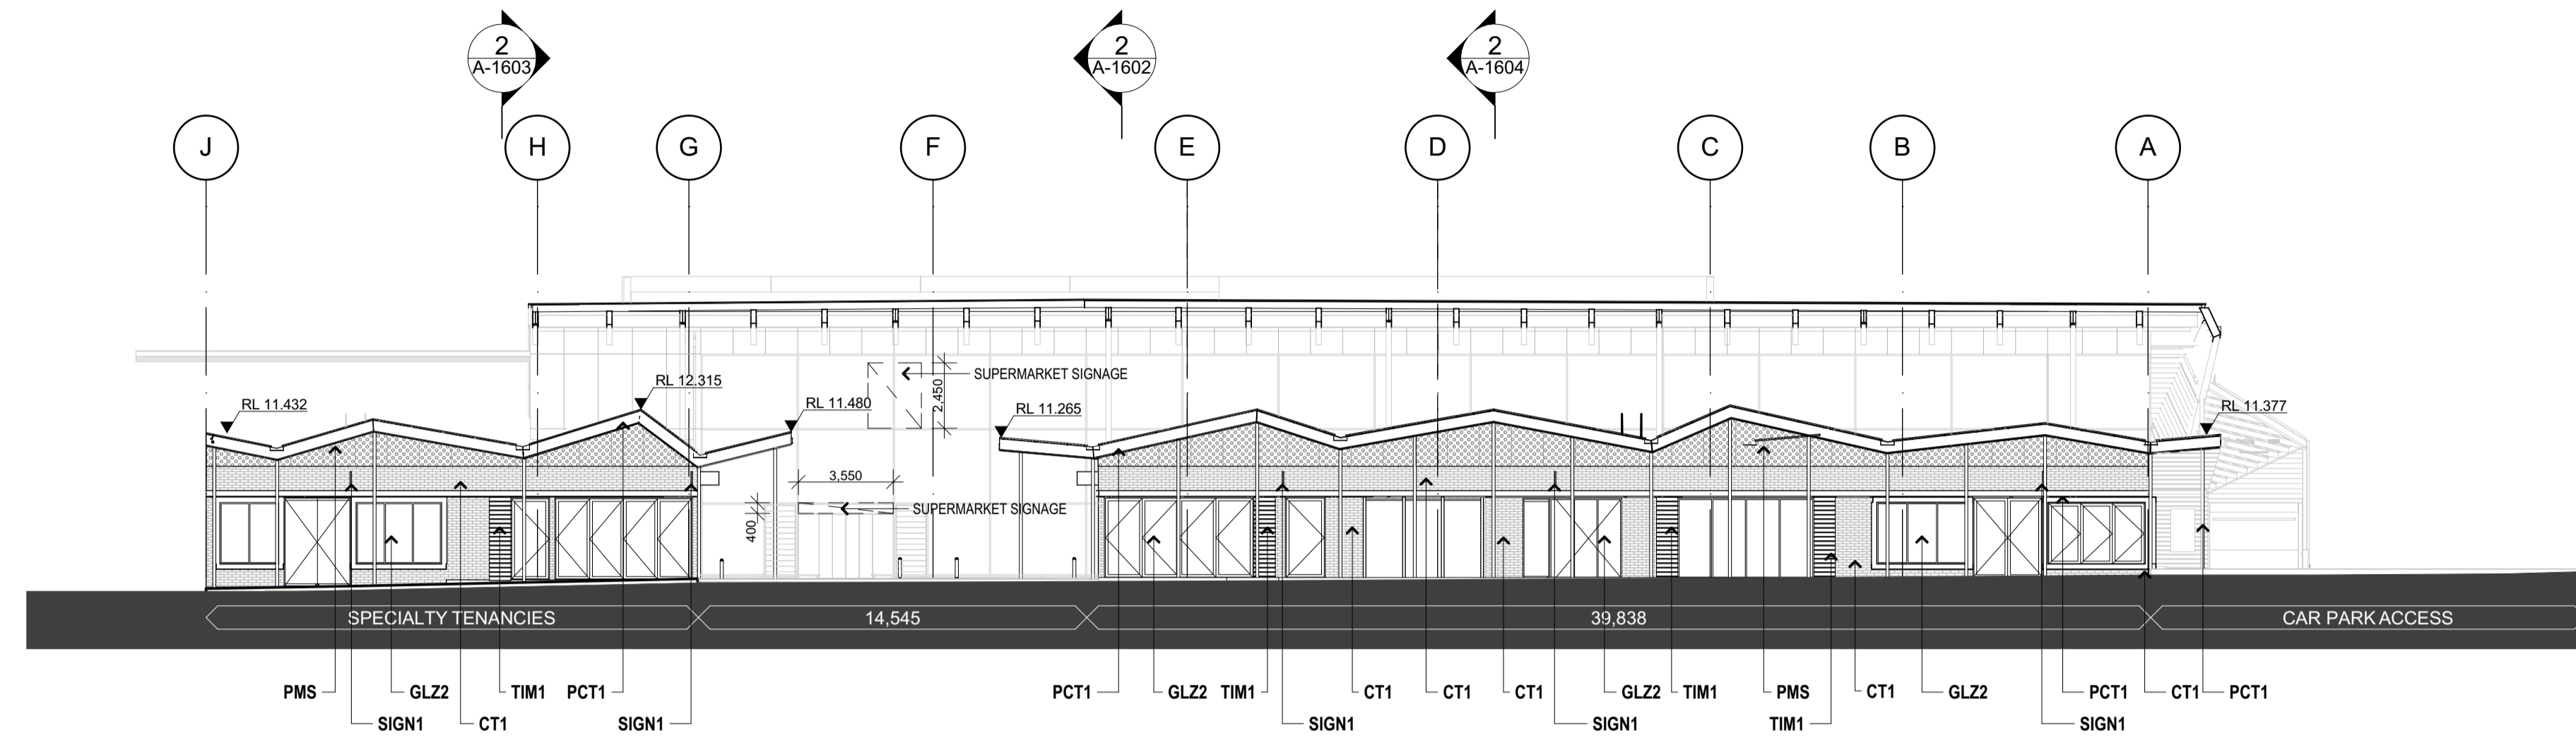 2
A-1603
2
A-1602
2
A-1604
J
H
G
F
E
D
C
B
A
SUPERMARKET SIGNAGE
2,450
RL 12.315
RL 11.432
RL 11.480
RL 11.265
RL 11.377
3,550
SUPERMARKET SIGNAGE
400
SPECIALTY TENANCIES
14,545
39,838
CAR PARK ACCESS
PMS
GLZ2
TIM1
PCT1
PCT1
GLZ2
TIM1
CT1
CT1
CT1
GLZ2
TIM1
PMS
CT1
GLZ2
PCT1
CT1
PCT1
SIGN1
CT1
SIGN1
SIGN1
SIGN1
TIM1
SIGN1